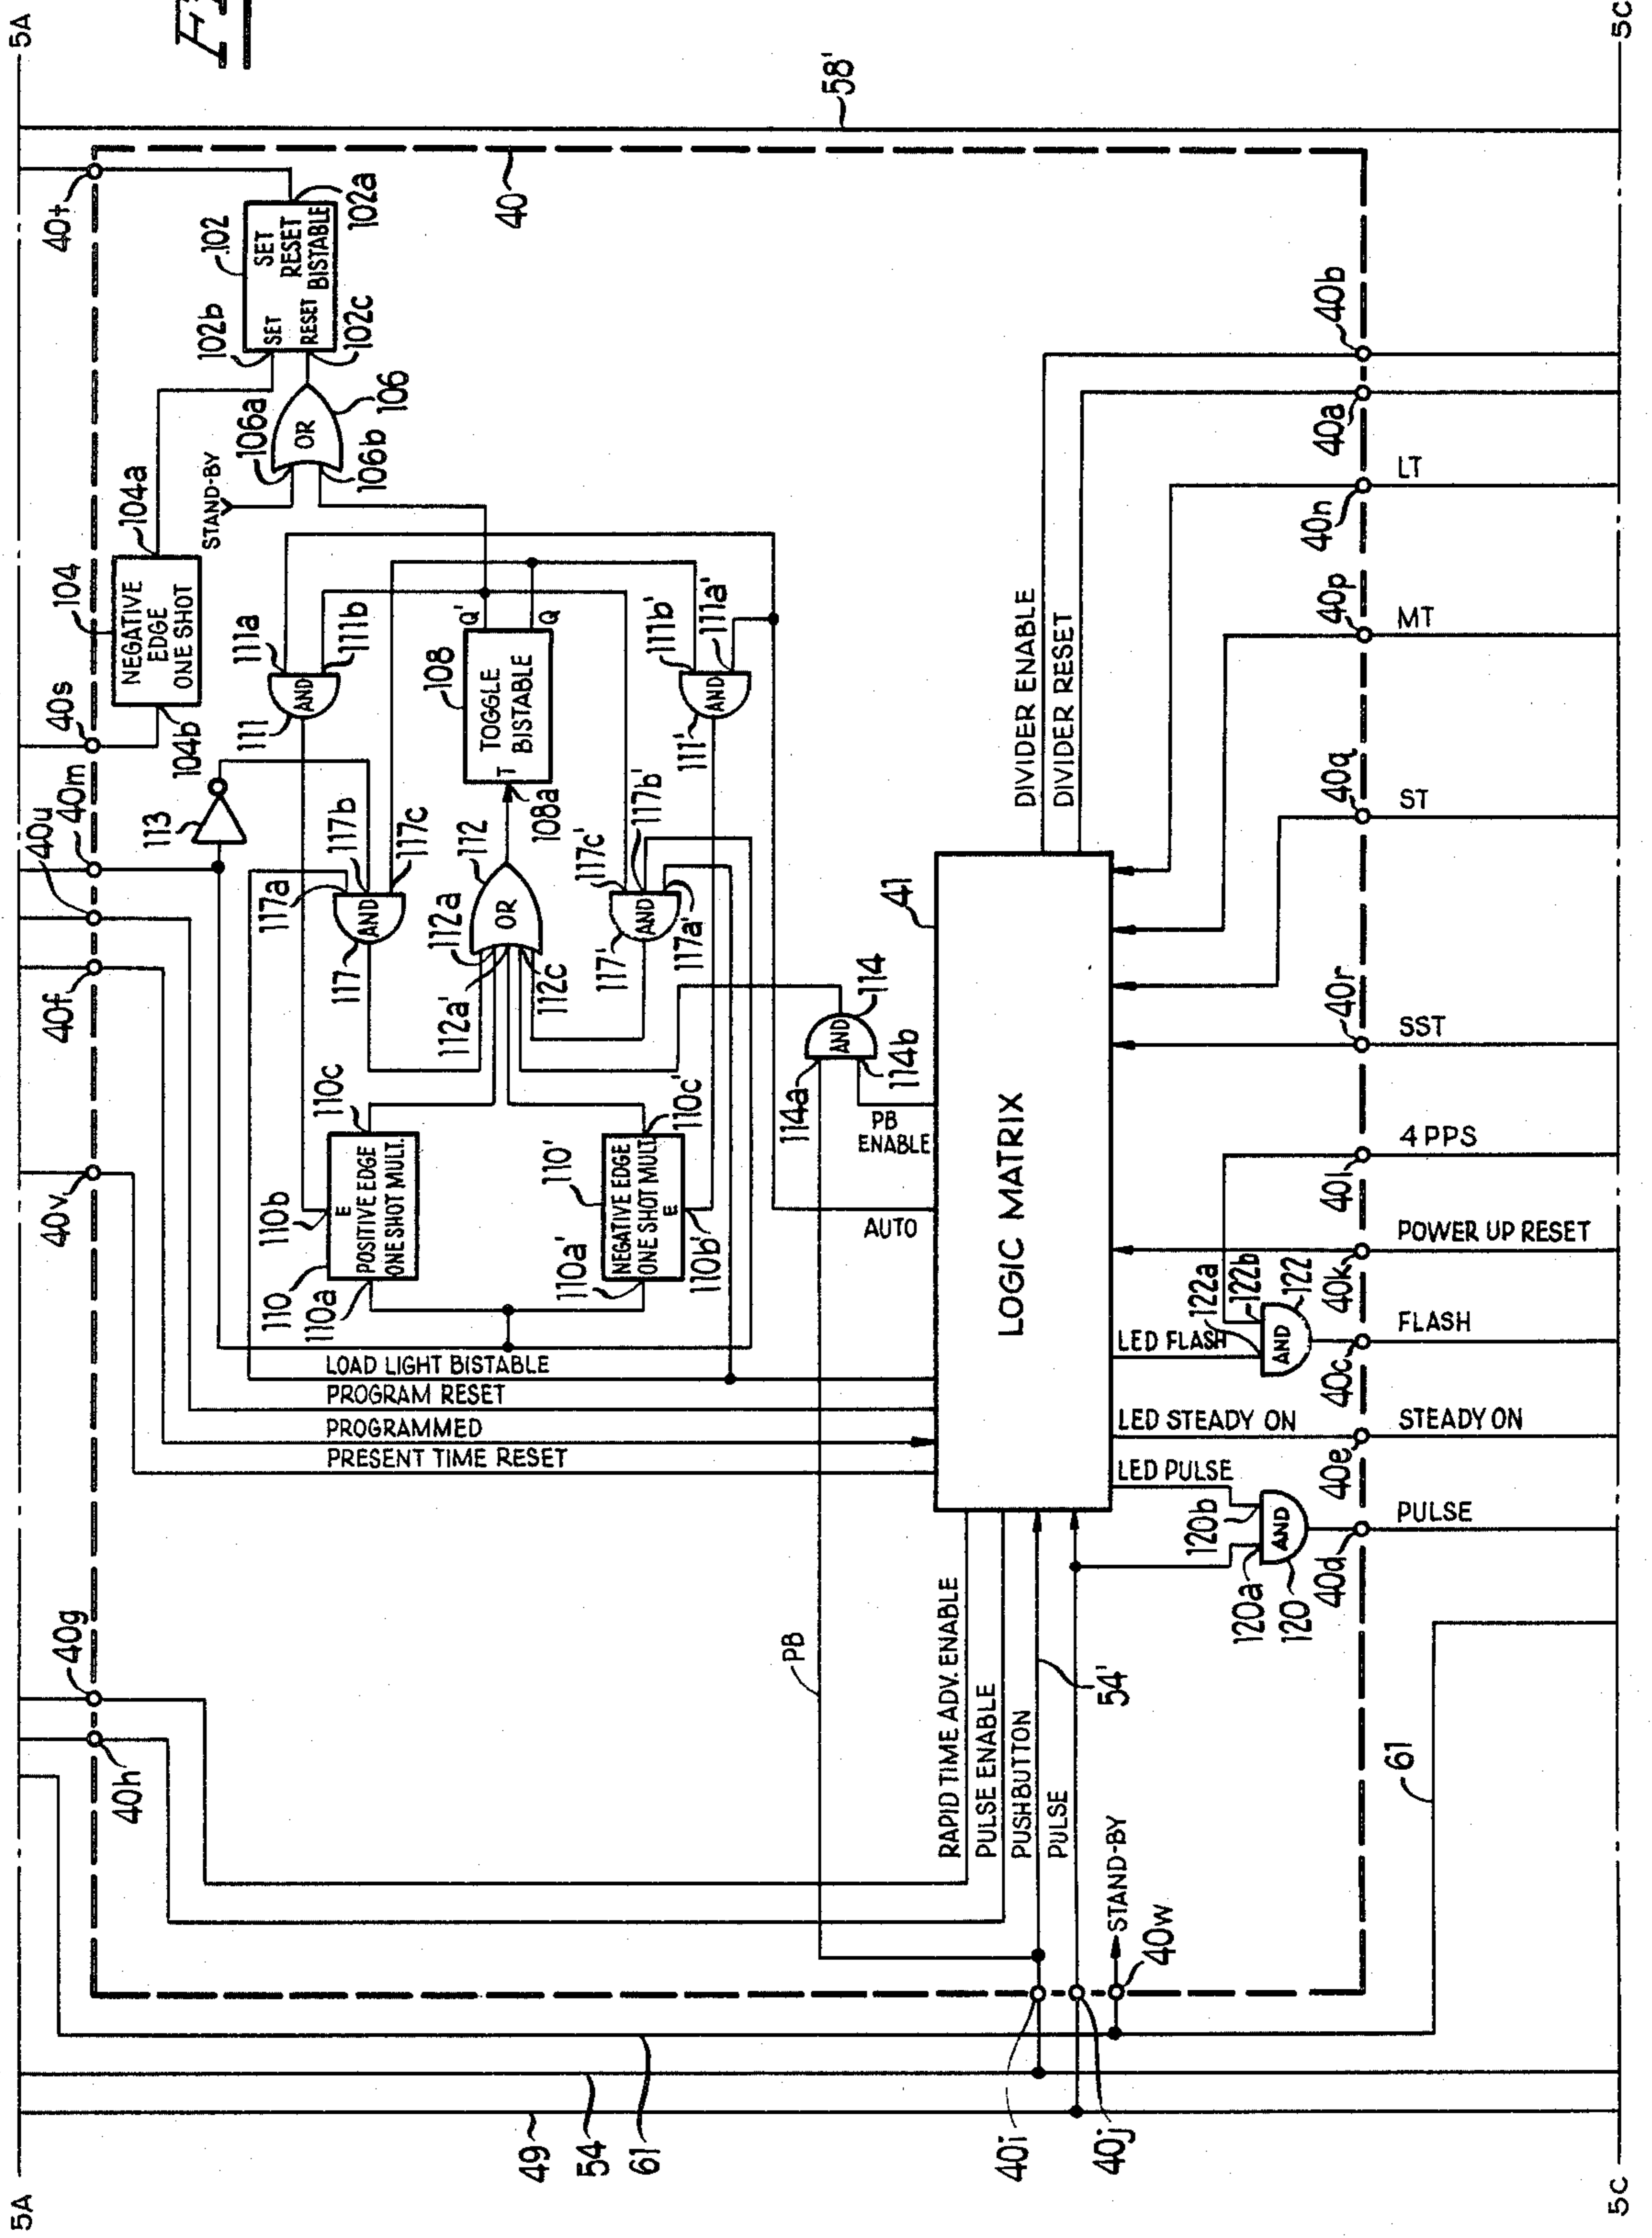 5A
5A
FI
58'
40t
40
102a
102
SET
RESET
BISTABLE
102b
SET
RESET
102c
106
106a
OR
106b
STAND-BY
104a
104
NEGATIVE
EDGE
ONE SHOT
104b
40s
40m
40u
40f
40v
113
111a
111b
AND
111
Q'
Q
108
TOGGLE
BISTABLE
T
108a
111b'
111a'
AND
111'
117a
117b
117c
AND
117
112
112a
OR
112a'
112c
117c'
117b'
AND
117'
117a'
110c
110b
E
POSITIVE EDGE
ONE SHOT MULT.
110
110a
110c'
110'
NEGATIVE EDGE
ONE SHOT MULT.
E
110a'
110b'
LOAD LIGHT BISTABLE
PROGRAM RESET
PROGRAMMED
PRESENT TIME RESET
114
AND
114a
114b
PB
ENABLE
AUTO
41
LOGIC MATRIX
DIVIDER ENABLE
DIVIDER RESET
40b
40a
LT
40n
40p
MT
40q
ST
40r
SST
4 PPS
40l
POWER UP RESET
40k
122a
122b
122
AND
LED FLASH
FLASH
40c
LED STEADY ON
STEADY ON
40e
LED PULSE
120b
AND
120a
120
PULSE
40d
40g
40h
PB
RAPID TIME ADV. ENABLE
PULSE ENABLE
PUSHBUTTON
PULSE
54'
STAND-BY
40w
61
49
54
61
40i
40j
5C
5C